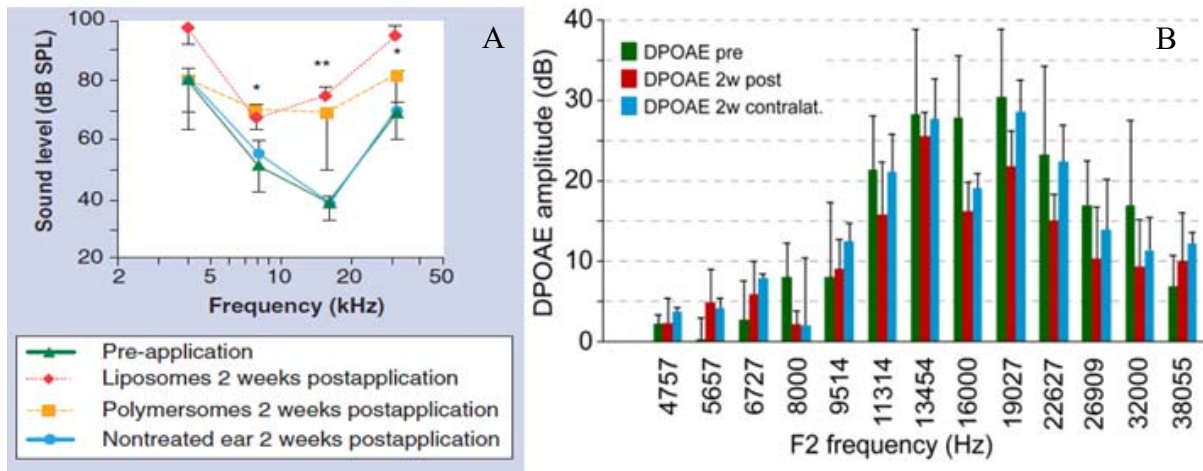 A
100
80
60
40
20
Sound level (dB SPL)
*
**
*
2 5 10 20 50
Frequency (kHz)
Pre-application
Liposomes 2 weeks postapplication
Polymersomes 2 weeks postapplication
Nontreated ear 2 weeks postapplication
B
40
30
20
10
0
DPOAE amplitude (dB)
DPOAE pre
DPOAE 2w post
DPOAE 2w contralat.
4757
5657
6727
8000
9514
11314
13454
16000
19027
22627
26909
32000
38055
F2 frequency (Hz)